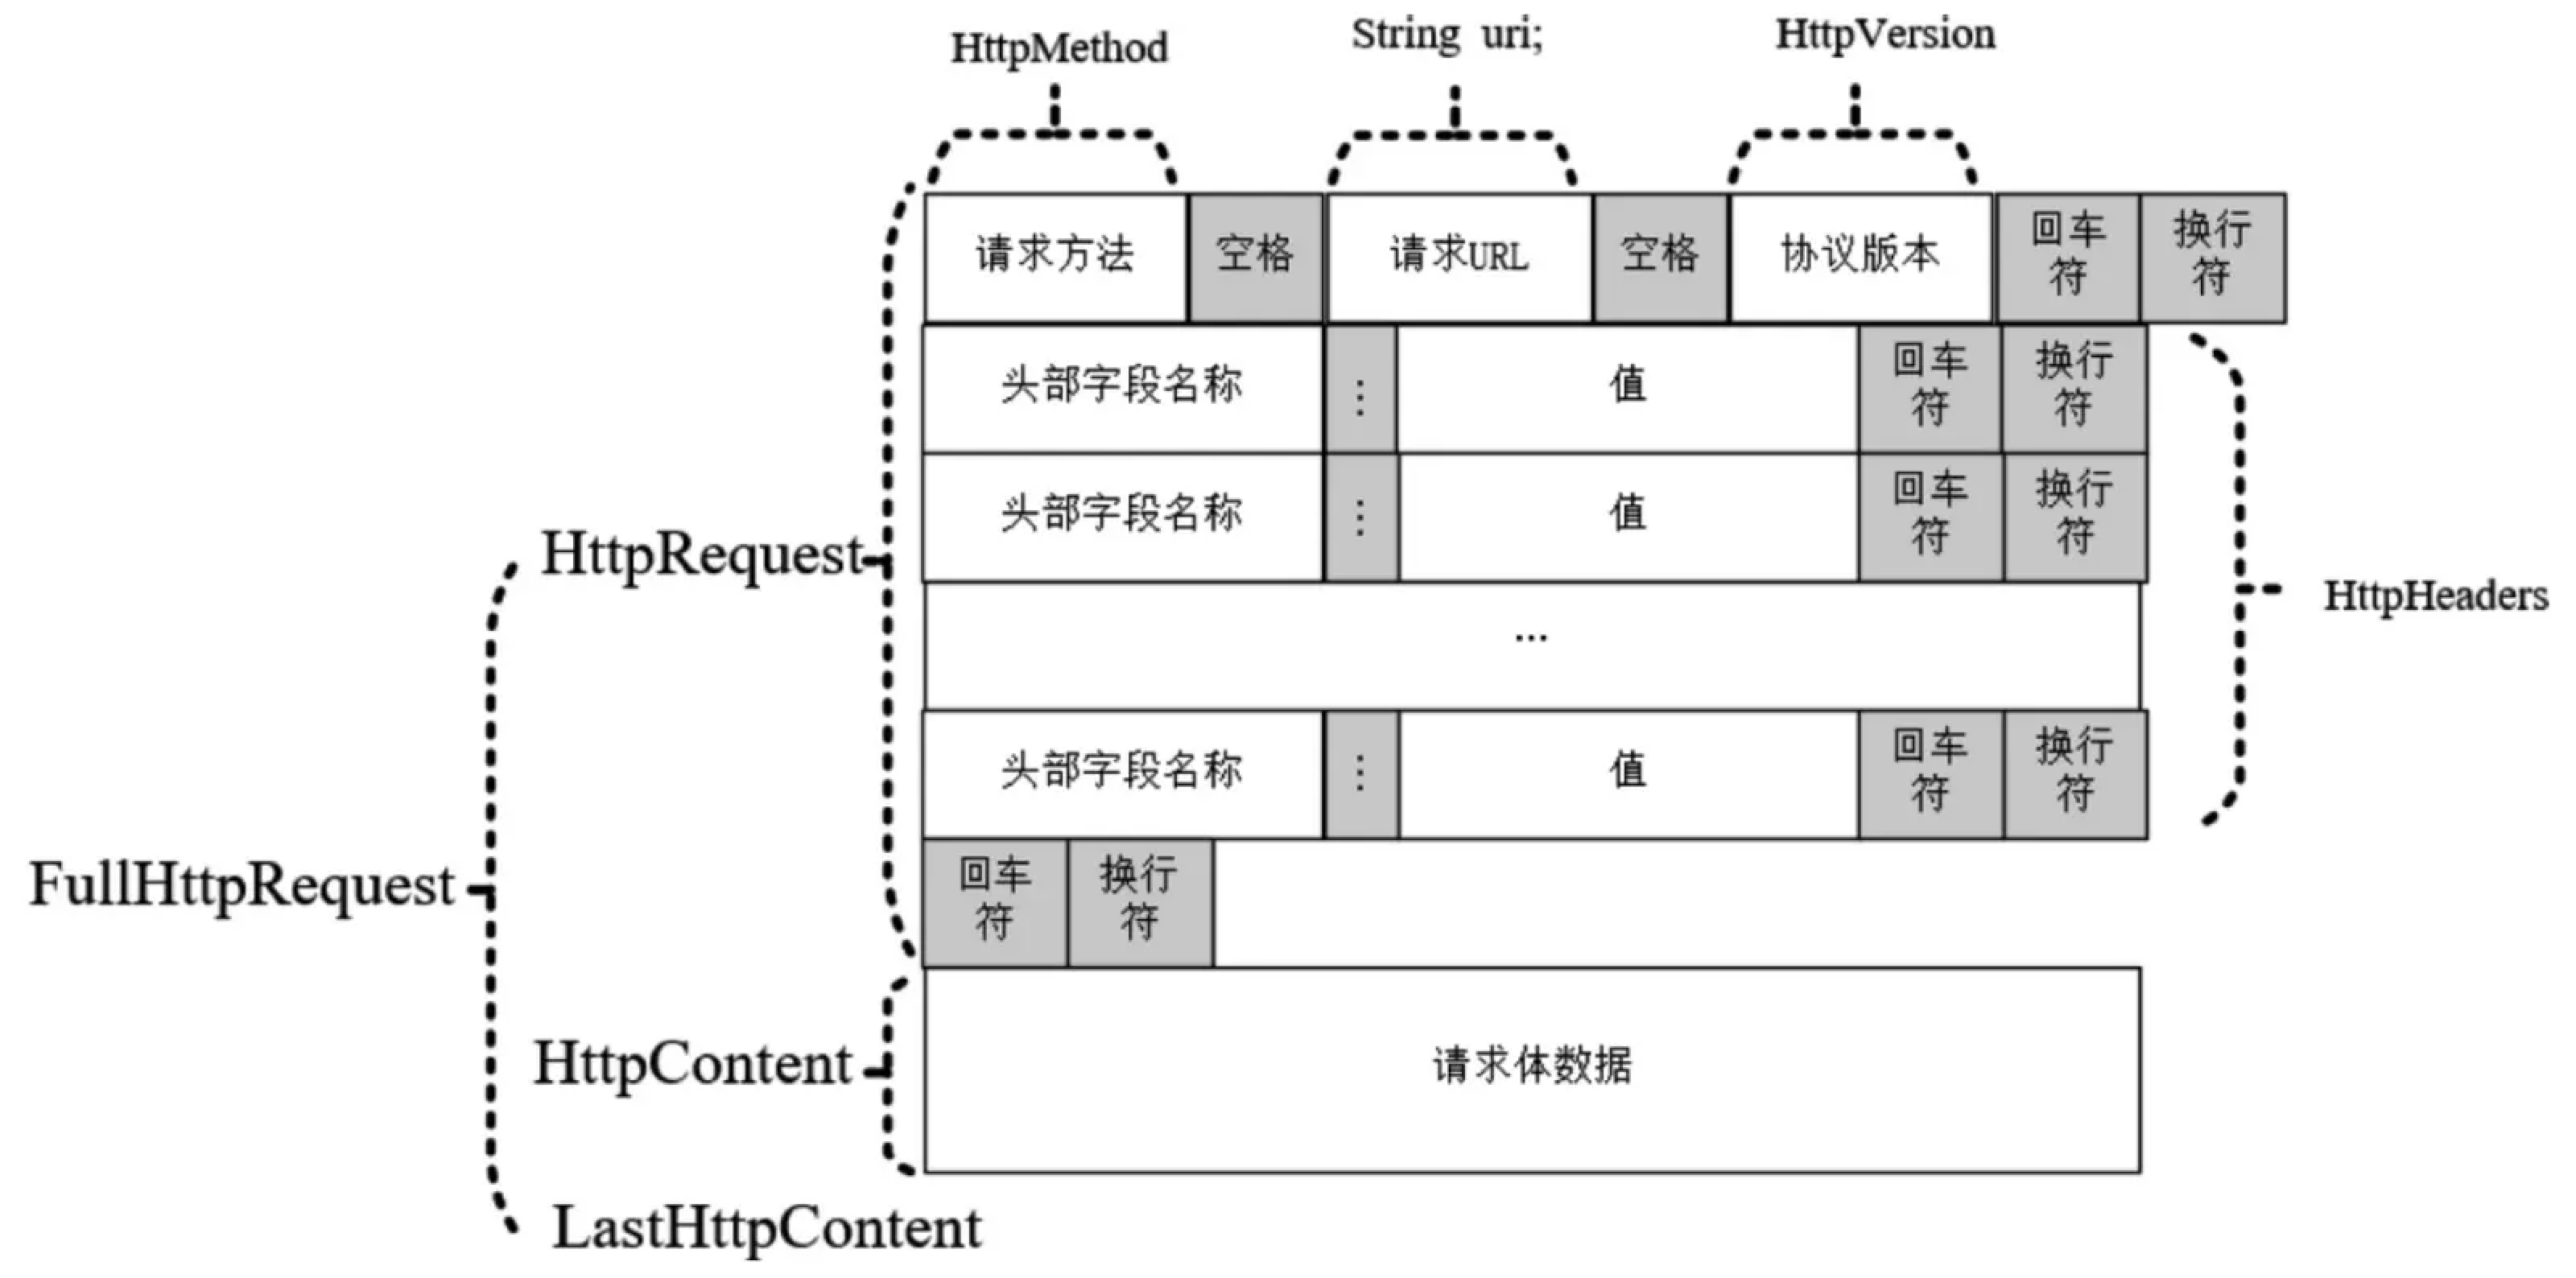 HttpMethod
String uri;
HttpVersion
请求方法 空格 请求URL 空格 协议版本 回车符 换行符
头部字段名称 ⋮ 值 回车符 换行符
头部字段名称 ⋮ 值 回车符 换行符
HttpRequest
HttpHeaders
...
头部字段名称 ⋮ 值 回车符 换行符
FullHttpRequest
回车符 换行符
HttpContent
请求体数据
LastHttpContent